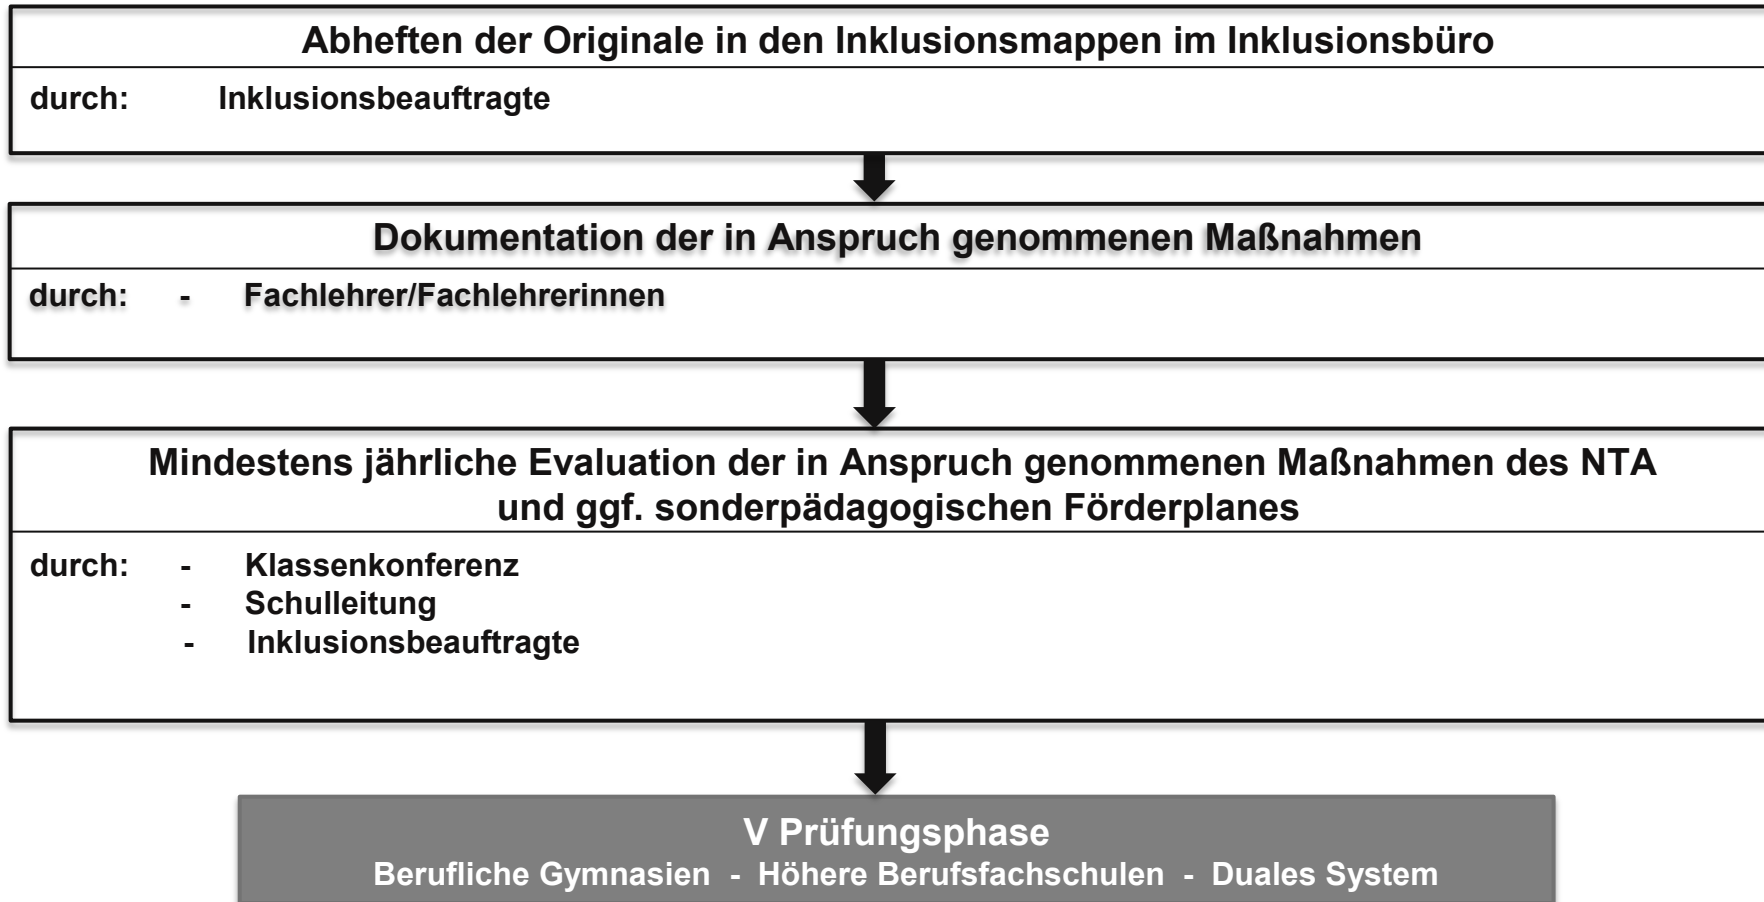 Abheften der Originale in den Inklusionsmappen im Inklusionsbüro
durch: Inklusionsbeauftragte
Dokumentation der in Anspruch genommenen Maßnahmen
durch: - Fachlehrer/Fachlehrerinnen
Mindestens jährliche Evaluation der in Anspruch genommenen Maßnahmen des NTA
und ggf. sonderpädagogischen Förderplanes
durch: - Klassenkonferenz
- Schulleitung
- Inklusionsbeauftragte
V Prüfungsphase
Berufliche Gymnasien - Höhere Berufsfachschulen - Duales System